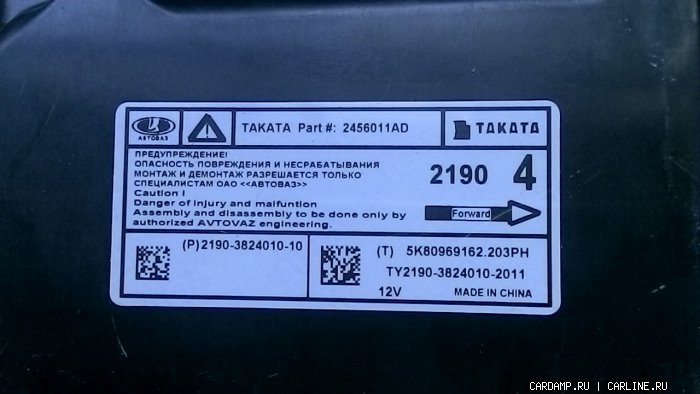 АВТОВАЗ
TAKATA Part #: 2456011AD
TAKATA
ПРЕДУПРЕЖДЕНИЕ!
ОПАСНОСТЬ ПОВРЕЖДЕНИЯ И НЕСРАБАТЫВАНИЯ
МОНТАЖ И ДЕМОНТАЖ РАЗРЕШАЕТСЯ ТОЛЬКО
СПЕЦИАЛИСТАМ ОАО <<АВТОВАЗ>>
Caution !
Danger of injury and malfuntion
Assembly and disassembly to be done only by
authorized AVTOVAZ engineering.
2190 4
Forward
(P)2190-3824010-10
(T) 5K80969162.203PH
TY2190-3824010-2011
12V MADE IN CHINA
CARDAMP.RU | CARLINE.RU